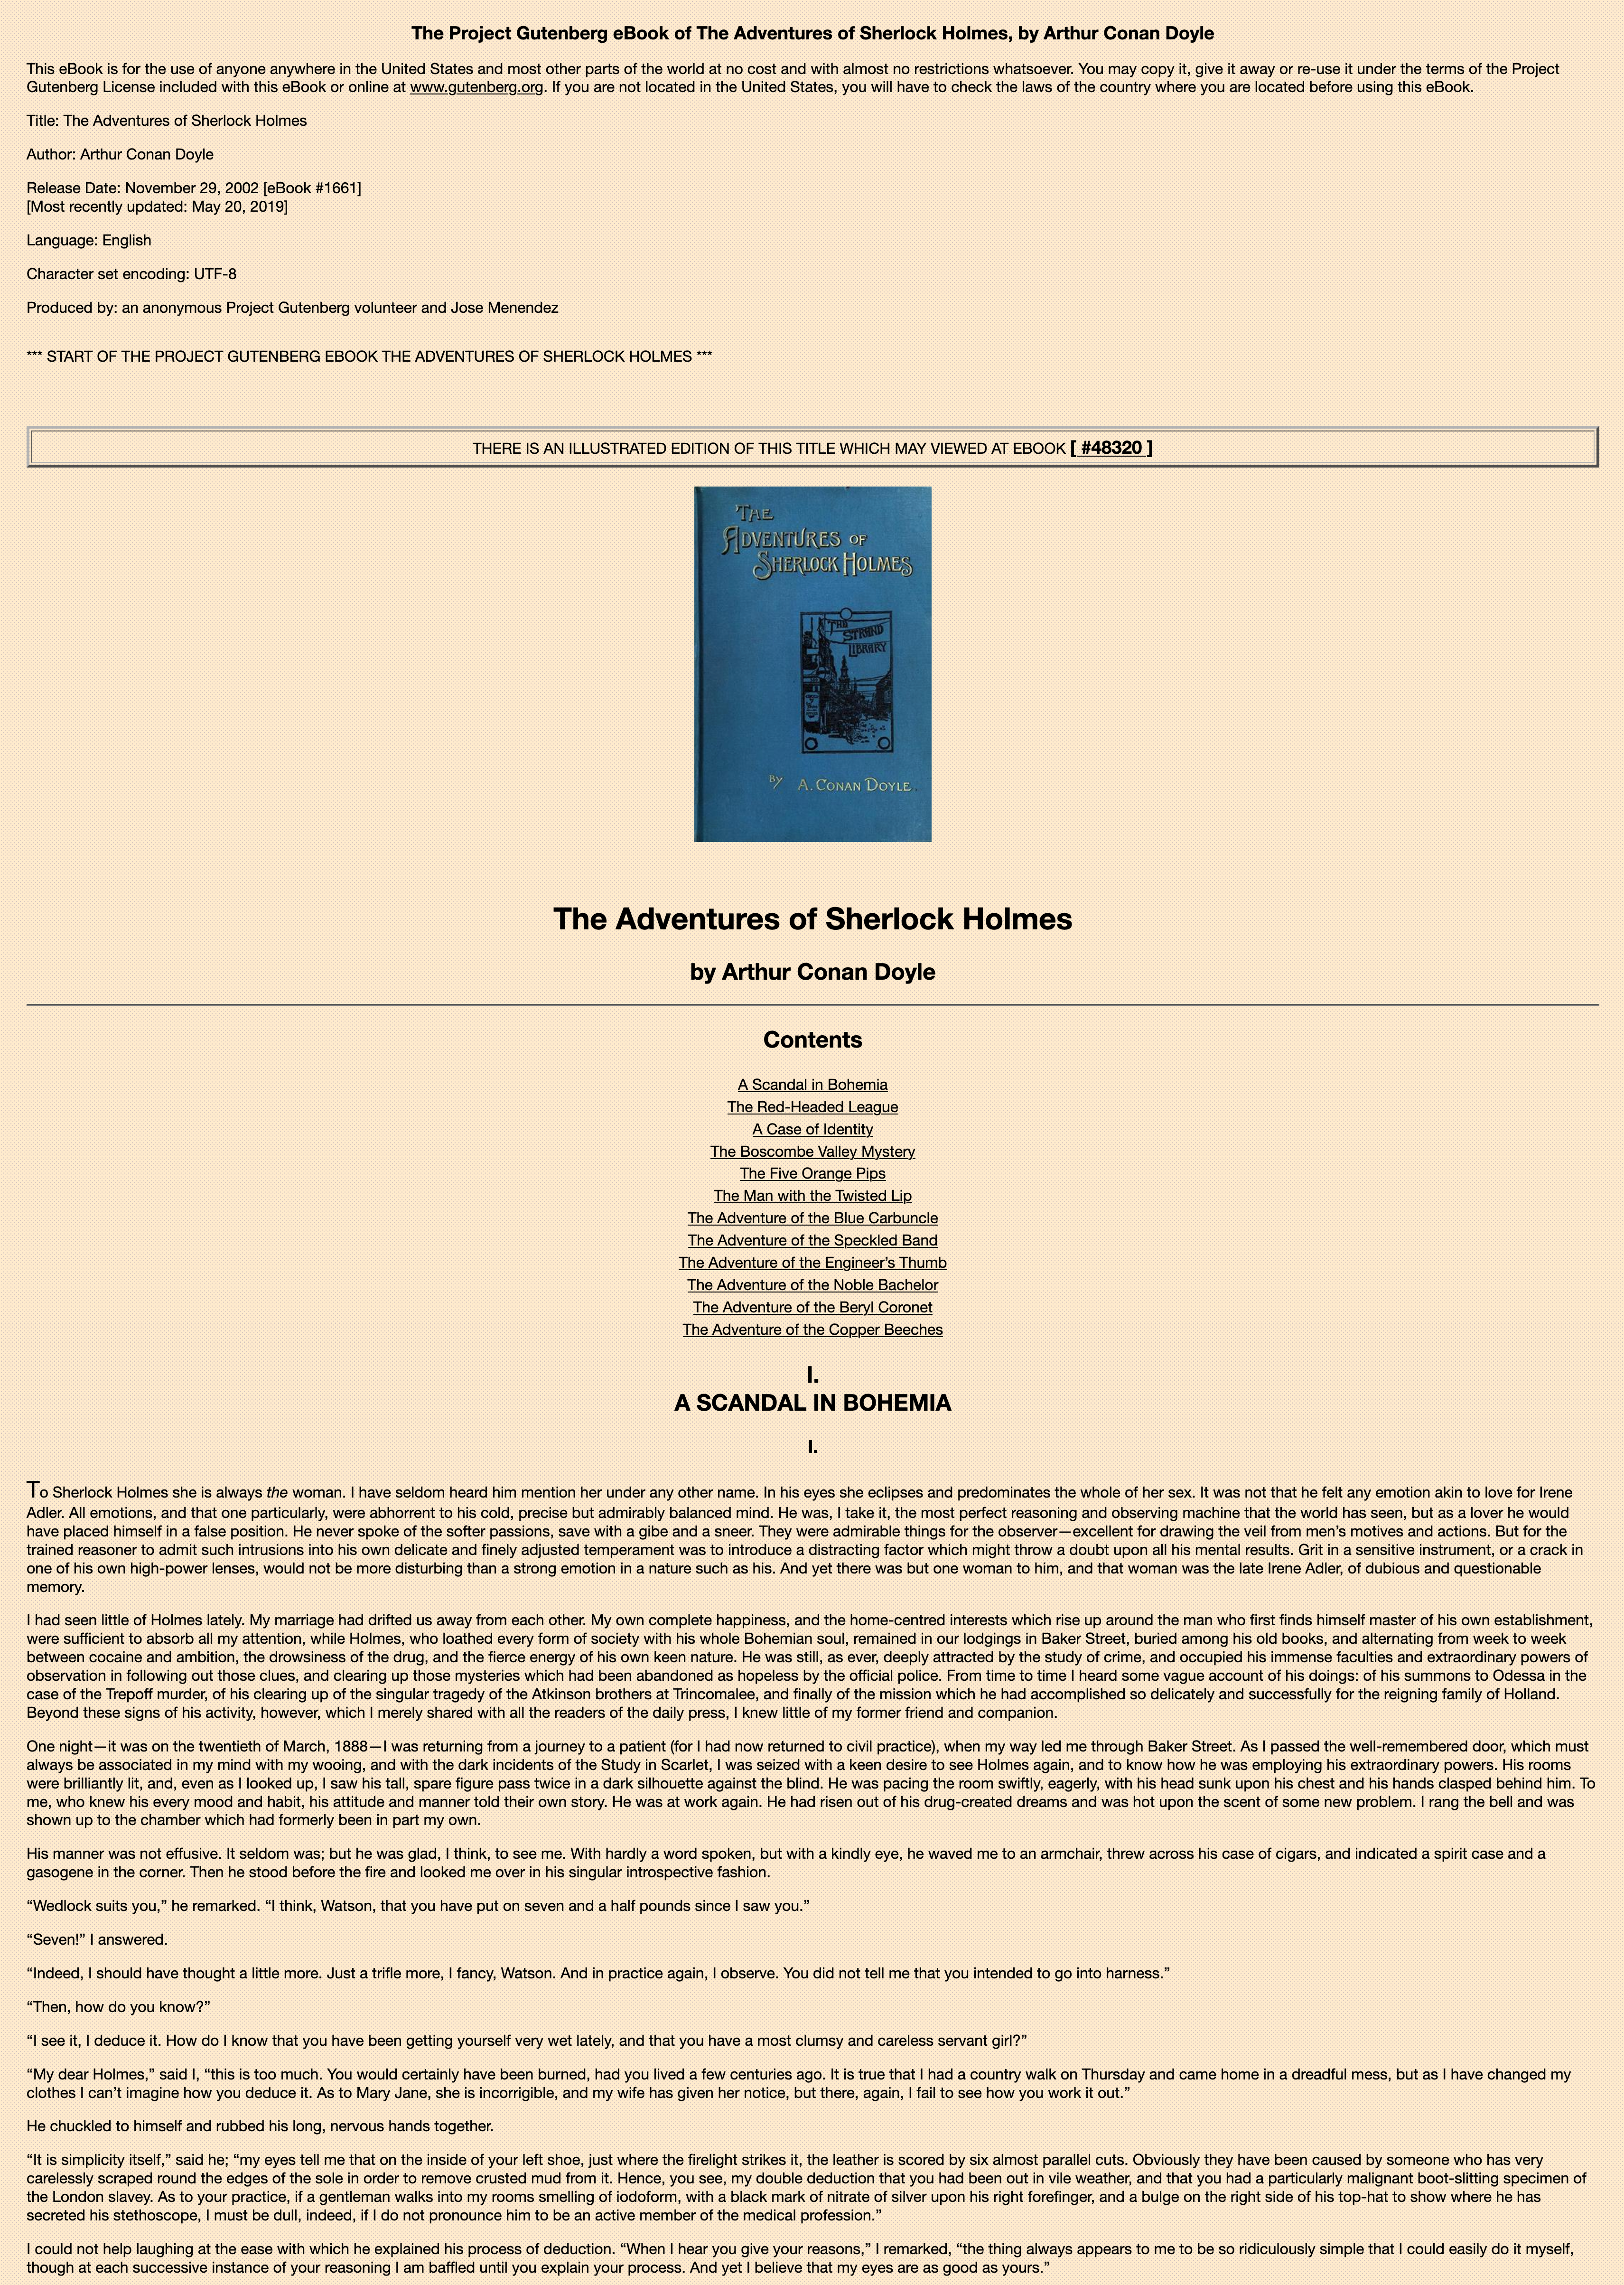 The Project Gutenberg eBook of The Adventures of Sherlock Holmes, by Arthur Conan Doyle
This eBook is for the use of anyone anywhere in the United States and most other parts of the world at no cost and with almost no restrictions whatsoever. You may copy it, give it away or re-use it under the terms of the Project
Gutenberg License included with this eBook or online at www.gutenberg.org. If you are not located in the United States, you will have to check the laws of the country where you are located before using this eBook.
Title: The Adventures of Sherlock Holmes
Author: Arthur Conan Doyle
Release Date: November 29, 2002 [eBook #1661]
[Most recently updated: May 20, 2019]
Language: English
Character set encoding: UTF-8
Produced by: an anonymous Project Gutenberg volunteer and Jose Menendez
*** START OF THE PROJECT GUTENBERG EBOOK THE ADVENTURES OF SHERLOCK HOLMES ***
THERE IS AN ILLUSTRATED EDITION OF THIS TITLE WHICH MAY VIEWED AT EBOOK [ #48320 ]
THE
ADVENTURES OF
SHERLOCK HOLMES
THE
STRAND
LIBRARY
BY A. CONAN DOYLE
The Adventures of Sherlock Holmes
by Arthur Conan Doyle
Contents
A Scandal in Bohemia
The Red-Headed League
A Case of Identity
The Boscombe Valley Mystery
The Five Orange Pips
The Man with the Twisted Lip
The Adventure of the Blue Carbuncle
The Adventure of the Speckled Band
The Adventure of the Engineer’s Thumb
The Adventure of the Noble Bachelor
The Adventure of the Beryl Coronet
The Adventure of the Copper Beeches
I.
A SCANDAL IN BOHEMIA
I.
To Sherlock Holmes she is always the woman. I have seldom heard him mention her under any other name. In his eyes she eclipses and predominates the whole of her sex. It was not that he felt any emotion akin to love for Irene
Adler. All emotions, and that one particularly, were abhorrent to his cold, precise but admirably balanced mind. He was, I take it, the most perfect reasoning and observing machine that the world has seen, but as a lover he would
have placed himself in a false position. He never spoke of the softer passions, save with a gibe and a sneer. They were admirable things for the observer—excellent for drawing the veil from men’s motives and actions. But for the
trained reasoner to admit such intrusions into his own delicate and finely adjusted temperament was to introduce a distracting factor which might throw a doubt upon all his mental results. Grit in a sensitive instrument, or a crack in
one of his own high-power lenses, would not be more disturbing than a strong emotion in a nature such as his. And yet there was but one woman to him, and that woman was the late Irene Adler, of dubious and questionable
memory.
I had seen little of Holmes lately. My marriage had drifted us away from each other. My own complete happiness, and the home-centred interests which rise up around the man who first finds himself master of his own establishment,
were sufficient to absorb all my attention, while Holmes, who loathed every form of society with his whole Bohemian soul, remained in our lodgings in Baker Street, buried among his old books, and alternating from week to week
between cocaine and ambition, the drowsiness of the drug, and the fierce energy of his own keen nature. He was still, as ever, deeply attracted by the study of crime, and occupied his immense faculties and extraordinary powers of
observation in following out those clues, and clearing up those mysteries which had been abandoned as hopeless by the official police. From time to time I heard some vague account of his doings: of his summons to Odessa in the
case of the Trepoff murder, of his clearing up of the singular tragedy of the Atkinson brothers at Trincomalee, and finally of the mission which he had accomplished so delicately and successfully for the reigning family of Holland.
Beyond these signs of his activity, however, which I merely shared with all the readers of the daily press, I knew little of my former friend and companion.
One night—it was on the twentieth of March, 1888—I was returning from a journey to a patient (for I had now returned to civil practice), when my way led me through Baker Street. As I passed the well-remembered door, which must
always be associated in my mind with my wooing, and with the dark incidents of the Study in Scarlet, I was seized with a keen desire to see Holmes again, and to know how he was employing his extraordinary powers. His rooms
were brilliantly lit, and, even as I looked up, I saw his tall, spare figure pass twice in a dark silhouette against the blind. He was pacing the room swiftly, eagerly, with his head sunk upon his chest and his hands clasped behind him. To
me, who knew his every mood and habit, his attitude and manner told their own story. He was at work again. He had risen out of his drug-created dreams and was hot upon the scent of some new problem. I rang the bell and was
shown up to the chamber which had formerly been in part my own.
His manner was not effusive. It seldom was; but he was glad, I think, to see me. With hardly a word spoken, but with a kindly eye, he waved me to an armchair, threw across his case of cigars, and indicated a spirit case and a
gasogene in the corner. Then he stood before the fire and looked me over in his singular introspective fashion.
“Wedlock suits you,” he remarked. “I think, Watson, that you have put on seven and a half pounds since I saw you.”
“Seven!” I answered.
“Indeed, I should have thought a little more. Just a trifle more, I fancy, Watson. And in practice again, I observe. You did not tell me that you intended to go into harness.”
“Then, how do you know?”
“I see it, I deduce it. How do I know that you have been getting yourself very wet lately, and that you have a most clumsy and careless servant girl?”
“My dear Holmes,” said I, “this is too much. You would certainly have been burned, had you lived a few centuries ago. It is true that I had a country walk on Thursday and came home in a dreadful mess, but as I have changed my
clothes I can’t imagine how you deduce it. As to Mary Jane, she is incorrigible, and my wife has given her notice, but there, again, I fail to see how you work it out.”
He chuckled to himself and rubbed his long, nervous hands together.
“It is simplicity itself,” said he; “my eyes tell me that on the inside of your left shoe, just where the firelight strikes it, the leather is scored by six almost parallel cuts. Obviously they have been caused by someone who has very
carelessly scraped round the edges of the sole in order to remove crusted mud from it. Hence, you see, my double deduction that you had been out in vile weather, and that you had a particularly malignant boot-slitting specimen of
the London slavey. As to your practice, if a gentleman walks into my rooms smelling of iodoform, with a black mark of nitrate of silver upon his right forefinger, and a bulge on the right side of his top-hat to show where he has
secreted his stethoscope, I must be dull, indeed, if I do not pronounce him to be an active member of the medical profession.”
I could not help laughing at the ease with which he explained his process of deduction. “When I hear you give your reasons,” I remarked, “the thing always appears to me to be so ridiculously simple that I could easily do it myself,
though at each successive instance of your reasoning I am baffled until you explain your process. And yet I believe that my eyes are as good as yours.”